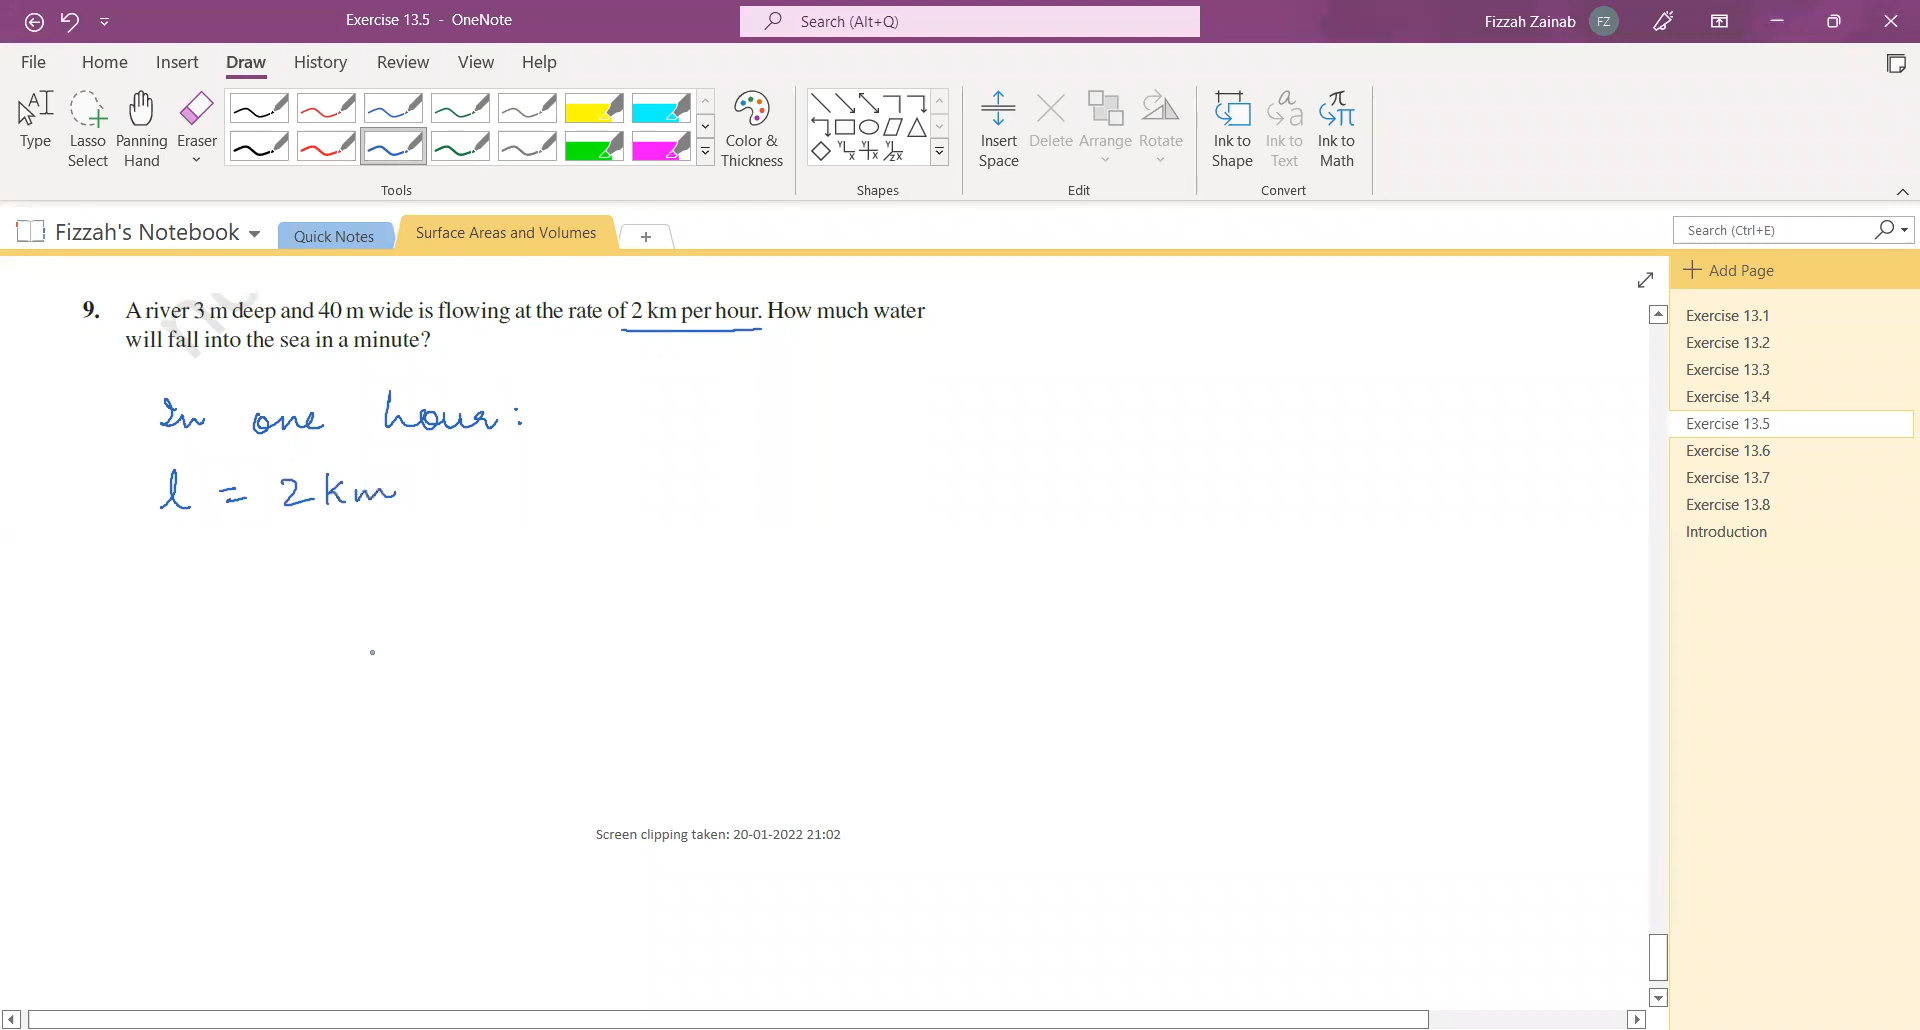 Exercise 13.5 - OneNote
Search (Alt+Q)
Fizzah Zainab
FZ
File
Home
Insert
Draw
History
Review
View
Help
Type
Lasso Select
Panning Hand
Eraser
Color & Thickness
Insert Space
Delete
Arrange
Rotate
Ink to Shape
Ink to Text
Ink to Math
Tools
Shapes
Edit
Convert
Fizzah's Notebook
Quick Notes
Surface Areas and Volumes
Search (Ctrl+E)
Add Page
Exercise 13.1
Exercise 13.2
Exercise 13.3
Exercise 13.4
Exercise 13.5
Exercise 13.6
Exercise 13.7
Exercise 13.8
Introduction
9. A river 3 m deep and 40 m wide is flowing at the rate of 2 km per hour. How much water
will fall into the sea in a minute?
In one hour:
l = 2 km
Screen clipping taken: 20-01-2022 21:02